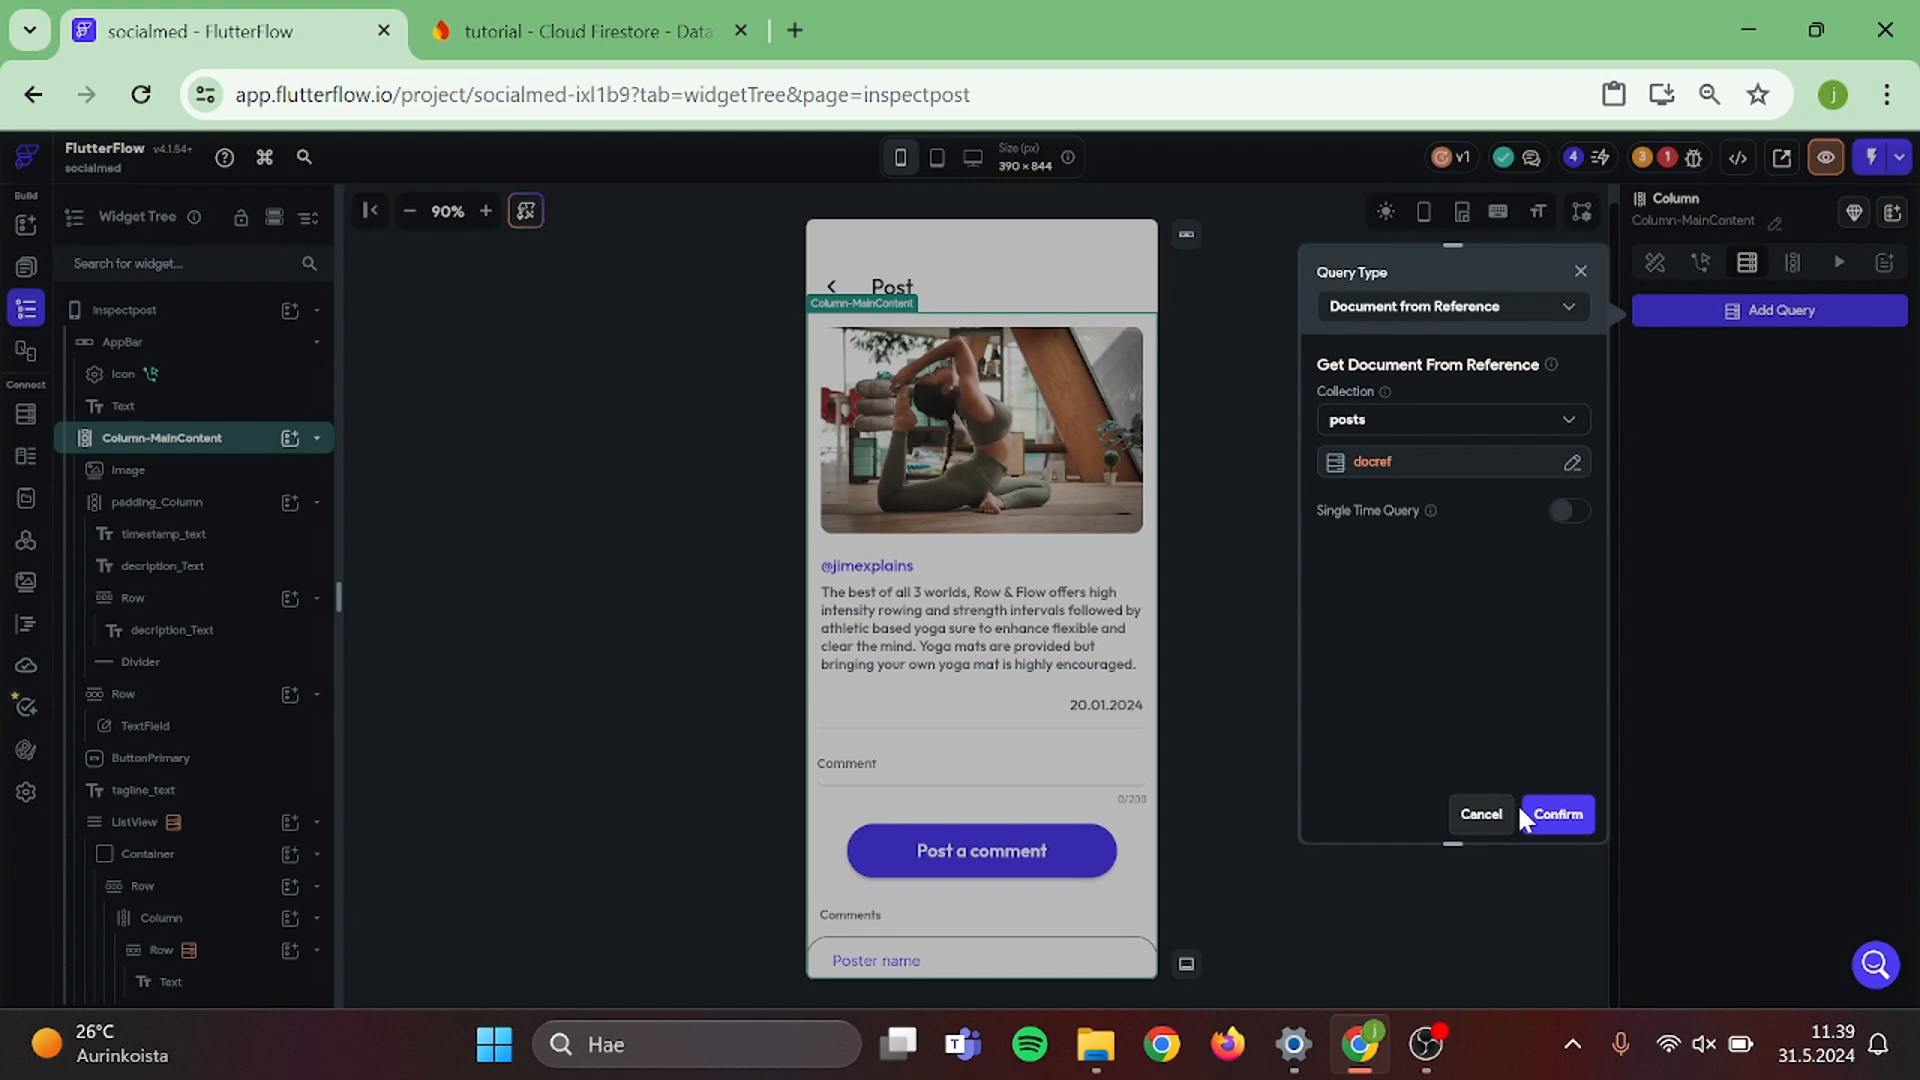 socialmed - FlutterFlow
tutorial - Cloud Firestore - Data
app.flutterflow.io/project/socialmed-ixl1b9?tab=widgetTree&page=inspectpost
j
FlutterFlow v4.1.54+
socialmed
Size (px)
390 × 844
v1
4
3
1
Build
Widget Tree
Search for widget...
Inspectpost
AppBar
Icon
Text
Column-MainContent
Image
padding_Column
timestamp_text
decription_Text
Row
decription_Text
Divider
Row
TextField
ButtonPrimary
tagline_text
ListView
Container
Row
Column
Row
Text
Connect
90%
Post
Column-MainContent
@jimexplains
The best of all 3 worlds, Row & Flow offers high
intensity rowing and strength intervals followed by
athletic based yoga sure to enhance flexible and
clear the mind. Yoga mats are provided but
bringing your own yoga mat is highly encouraged.
20.01.2024
Comment
0/200
Post a comment
Comments
Poster name
Query Type
Document from Reference
Get Document From Reference
Collection
posts
docref
Single Time Query
Cancel
Confirm
Column
Column-MainContent
Add Query
26°C
Aurinkoista
Hae
11.39
31.5.2024